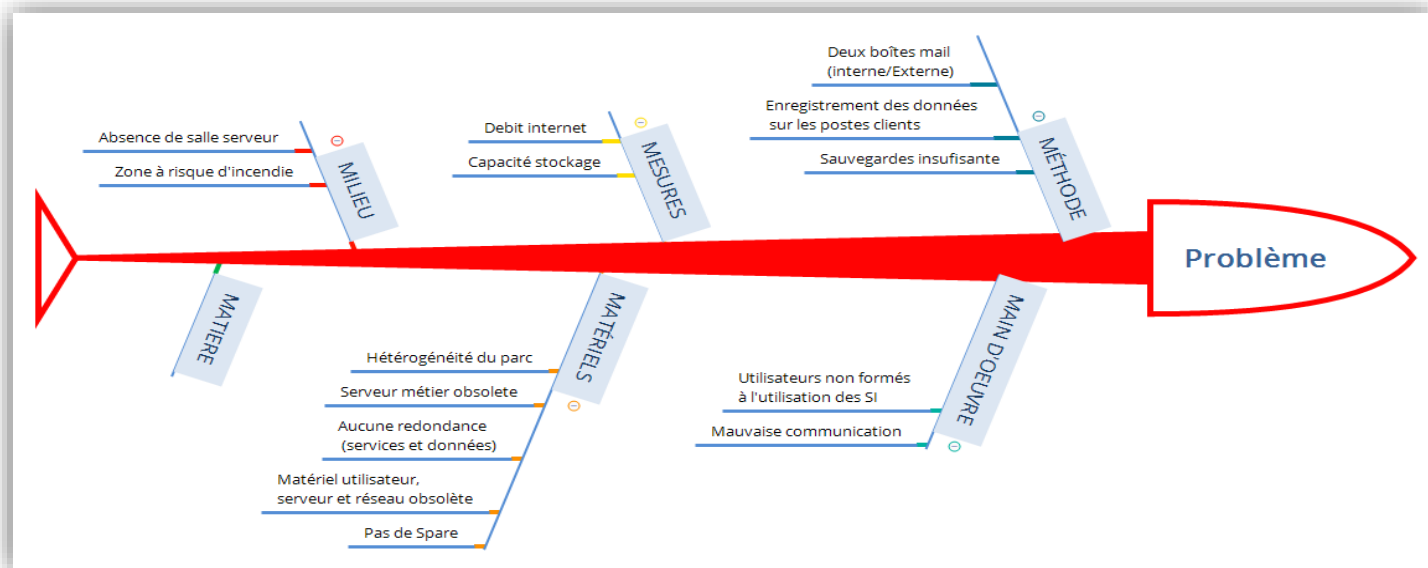 Absence de salle serveur
Zone à risque d'incendie
MILIEU
Debit internet
Capacité stockage
MESURES
Deux boîtes mail
(interne/Externe)
Enregistrement des données
sur les postes clients
Sauvegardes insufisante
MÉTHODE
Problème
MATIERE
Hétérogénéité du parc
Serveur métier obsolete
Aucune redondance
(services et données)
Matériel utilisateur,
serveur et réseau obsolète
Pas de Spare
MATÉRIELS
Utilisateurs non formés
à l'utilisation des SI
Mauvaise communication
MAIN D'OEUVRE